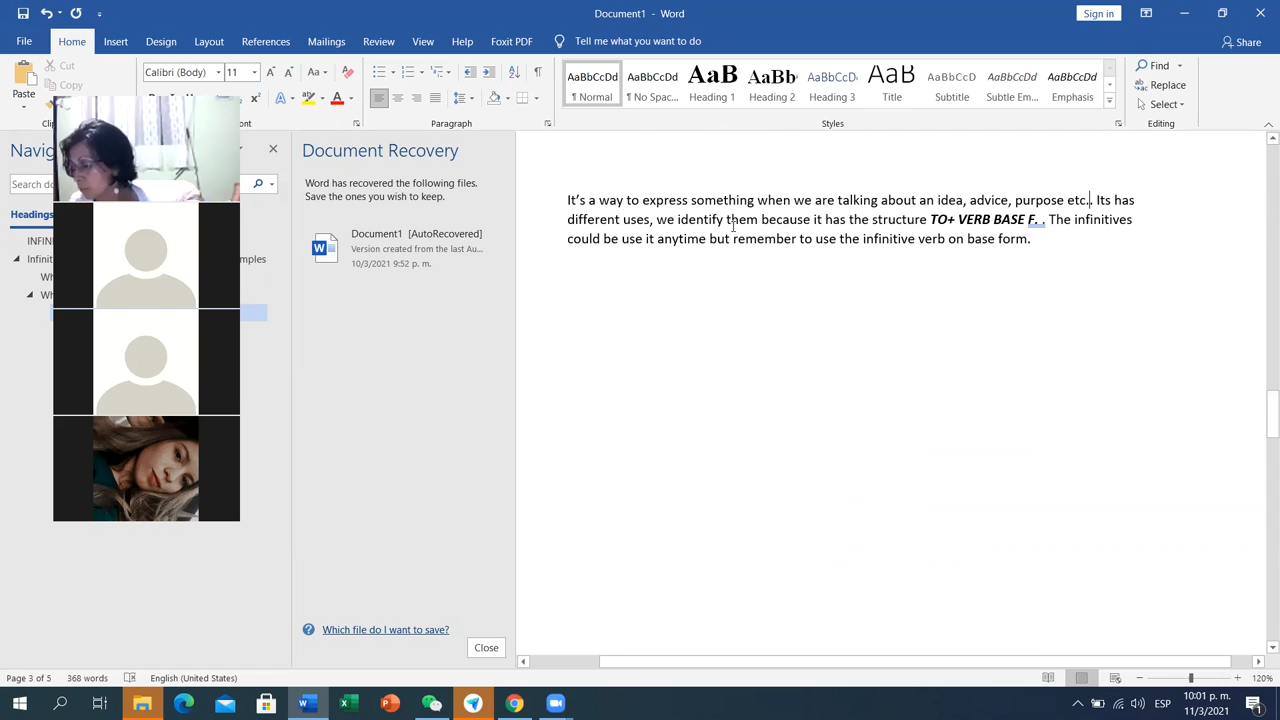 Document1 - Word
Sign in
File Home Insert Design Layout References Mailings Review View Help Foxit PDF Tell me what you want to do
Share
Cut
Copy
Paste
Calibri (Body) 11
AaBbCcDd AaBbCcDd AaB AaBb AaBbCcD AaB AaBbCcD AaBbCcDd AaBbCcDd
¶ Normal ¶ No Spac... Heading 1 Heading 2 Heading 3 Title Subtitle Subtle Em... Emphasis
Find
Replace
Select
Paragraph
Styles
Editing
Document Recovery
Word has recovered the following files.
Save the ones you wish to keep.
Document1 [AutoRecovered]
Version created from the last Au...
10/3/2021 9:52 p. m.
Headings
It's a way to express something when we are talking about an idea, advice, purpose etc. Its has
different uses, we identify them because it has the structure TO+ VERB BASE F. . The infinitives
could be use it anytime but remember to use the infinitive verb on base form.
Which file do I want to save?
Close
Page 3 of 5 368 words English (United States)
120%
ESP
10:01 p. m.
11/3/2021